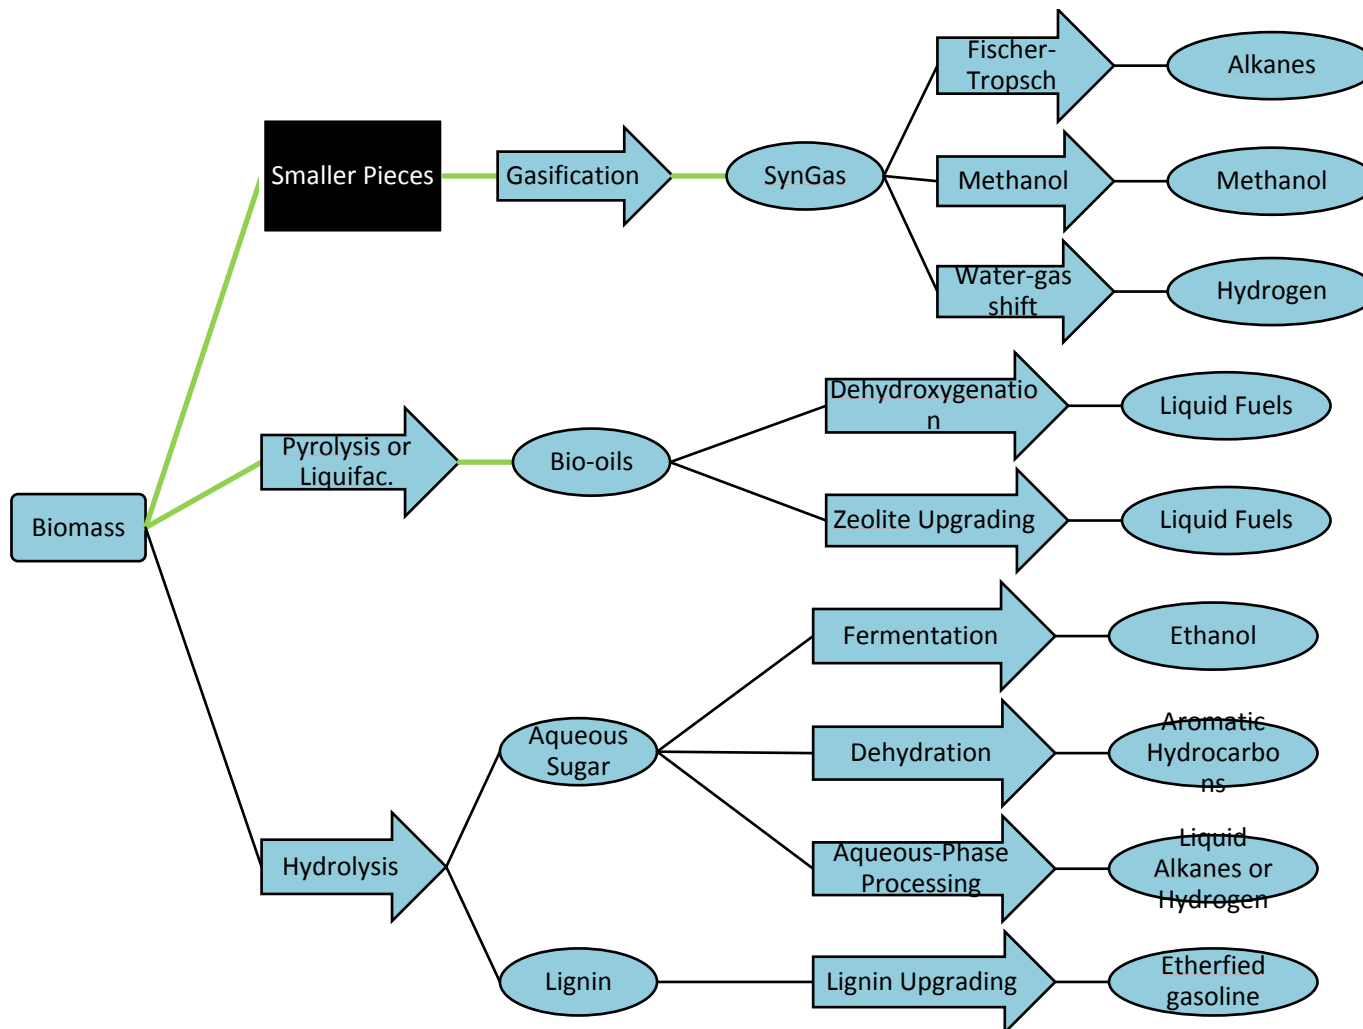 Fischer-
Tropsch
Alkanes
Smaller Pieces
Gasification
SynGas
Methanol
Methanol
Water-gas
shift
Hydrogen
Dehydroxygenatio
n
Liquid Fuels
Pyrolysis or
Liquifac.
Bio-oils
Zeolite Upgrading
Liquid Fuels
Biomass
Fermentation
Ethanol
Aqueous
Sugar
Dehydration
Aromatic
Hydrocarbo
ns
Hydrolysis
Aqueous-Phase
Processing
Liquid
Alkanes or
Hydrogen
Lignin
Lignin Upgrading
Etherfied
gasoline